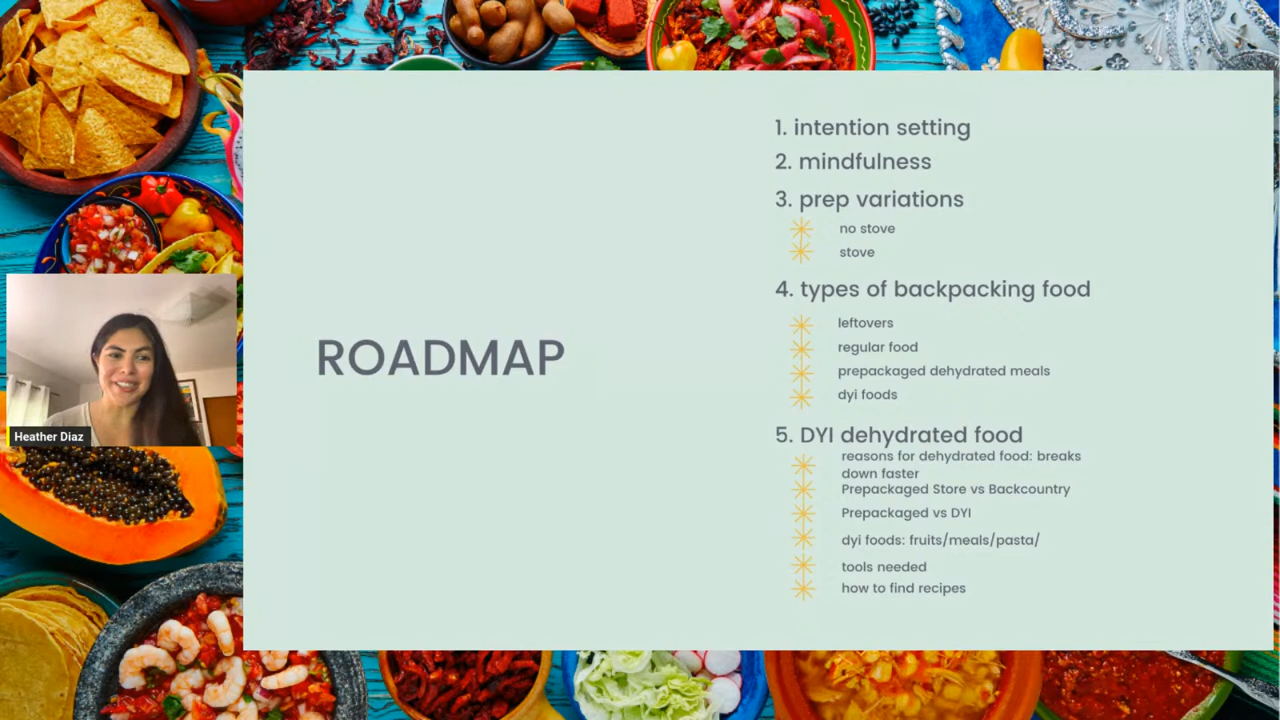 ROADMAP
1. intention setting
2. mindfulness
3. prep variations
no stove
stove
4. types of backpacking food
leftovers
regular food
prepackaged dehydrated meals
dyi foods
5. DYI dehydrated food
reasons for dehydrated food: breaks
down faster
Prepackaged Store vs Backcountry
Prepackaged vs DYI
dyi foods: fruits/meals/pasta/
tools needed
how to find recipes
Heather Diaz